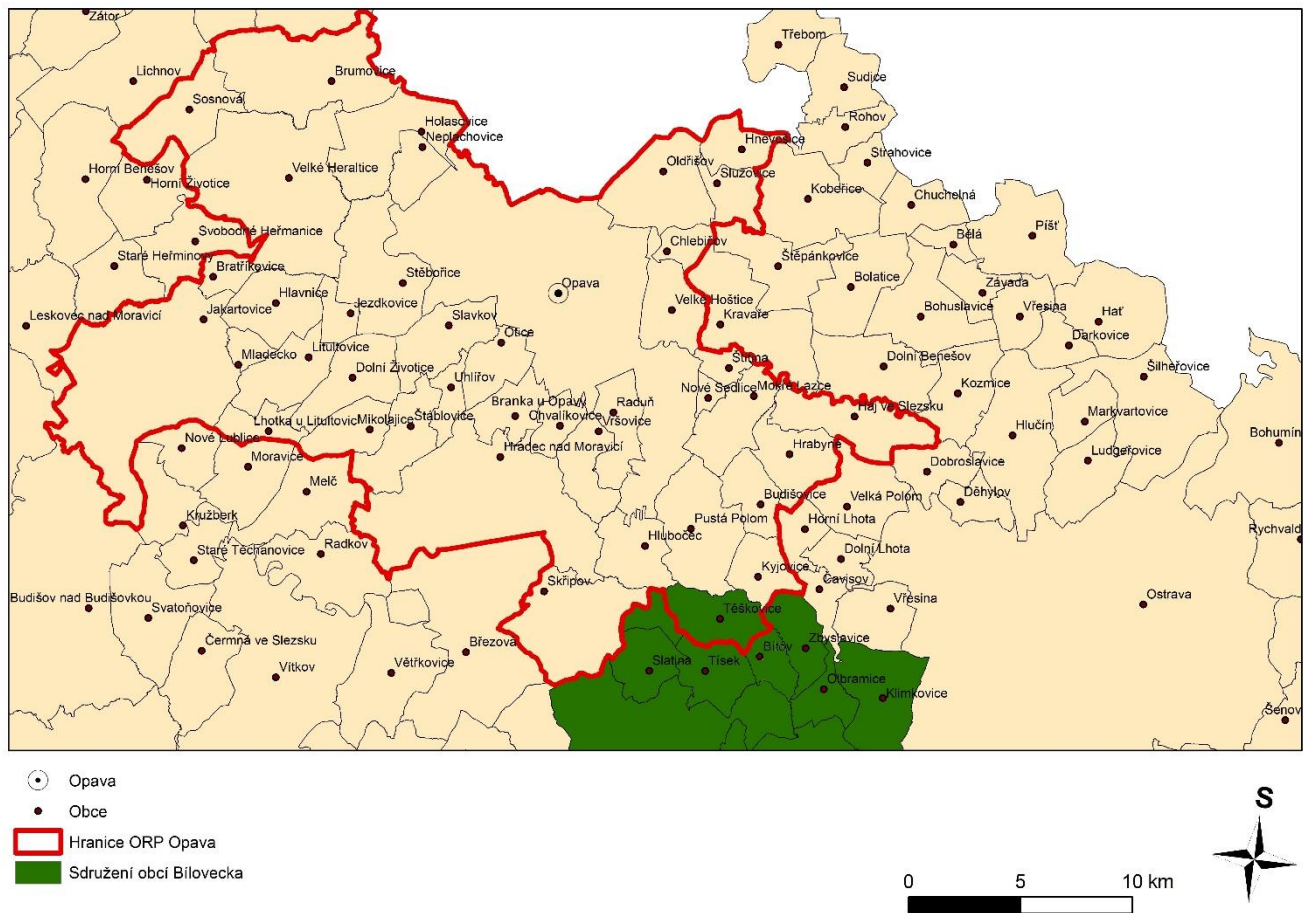 Zátor
Třebom
Lichnov
Brumovice
Sudice
Sosnová
Rohov
Holasovice
Neplachovice
Hněvošice
Oldřišov
Strahovice
Horní Benešov
Horní Životice
Velké Heraltice
Služovice
Kobeřice
Chuchelná
Píšť
Svobodné Heřmanice
Chlebičov
Bělá
Staré Heřminovy
Bratříkovice
Štěpánkovice
Stěbořice
Opava
Bolatice
Závada
Hlavnice
Jakartovice
Jezdkovice
Velké Hoštice
Bohuslavice
Vřesina
Hať
Leskovec nad Moravicí
Slavkov
Kravaře
Darkovice
Otice
Litultovice
Mladecko
Štítina
Dolní Benešov
Šilheřovice
Dolní Životice
Uhlířov
Nové Sedlice
Mokré Lazce
Kozmice
Branka u Opavy
Raduň
Lhotka u Litultovic
Mikolajice
Štáblovice
Chvalíkovice
Vršovice
Háj ve Slezsku
Markvartovice
Hlučín
Nové Lublice
Hradec nad Moravicí
Hrabyně
Bohumín
Moravice
Dobroslavice
Ludgeřovice
Melč
Budišovice
Velká Polom
Děhylov
Kružberk
Pustá Polom
Horní Lhota
Rychvald
Staré Těchanovice
Radkov
Hlubočec
Dolní Lhota
Skřipov
Kyjovice
Čavisov
Budišov nad Budišovkou
Svatoňovice
Vřesina
Ostrava
Těškovice
Čermná ve Slezsku
Březová
Slatina
Tísek
Bítov
Zbyslavice
Vítkov
Větřkovice
Olbramice
Klimkovice
Šenov
Opava
Obce
Hranice ORP Opava
Sdružení obcí Bílovecka
S
0 5 10 km